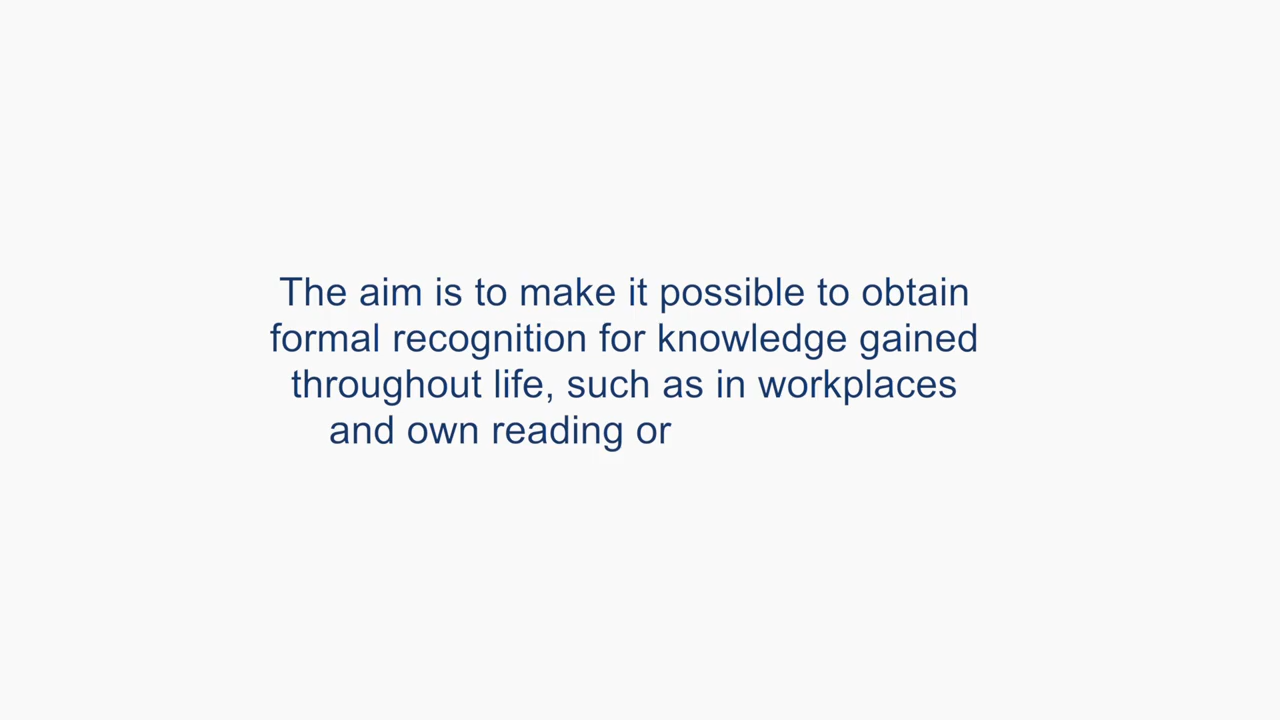 The aim is to make it possible to obtain
formal recognition for knowledge gained
throughout life, such as in workplaces
and own reading or